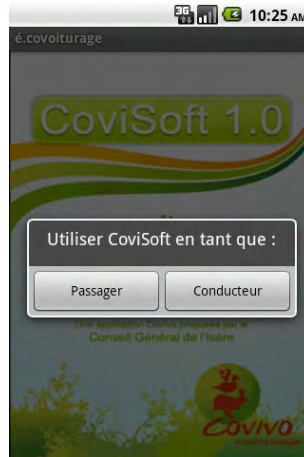 3G 10:25 AM
é.covoiturage
CoviSoft 1.0
Utiliser CoviSoft en tant que :
Passager Conducteur
Une application Covivo proposée par le
Conseil Général de l'Isère
Covivo